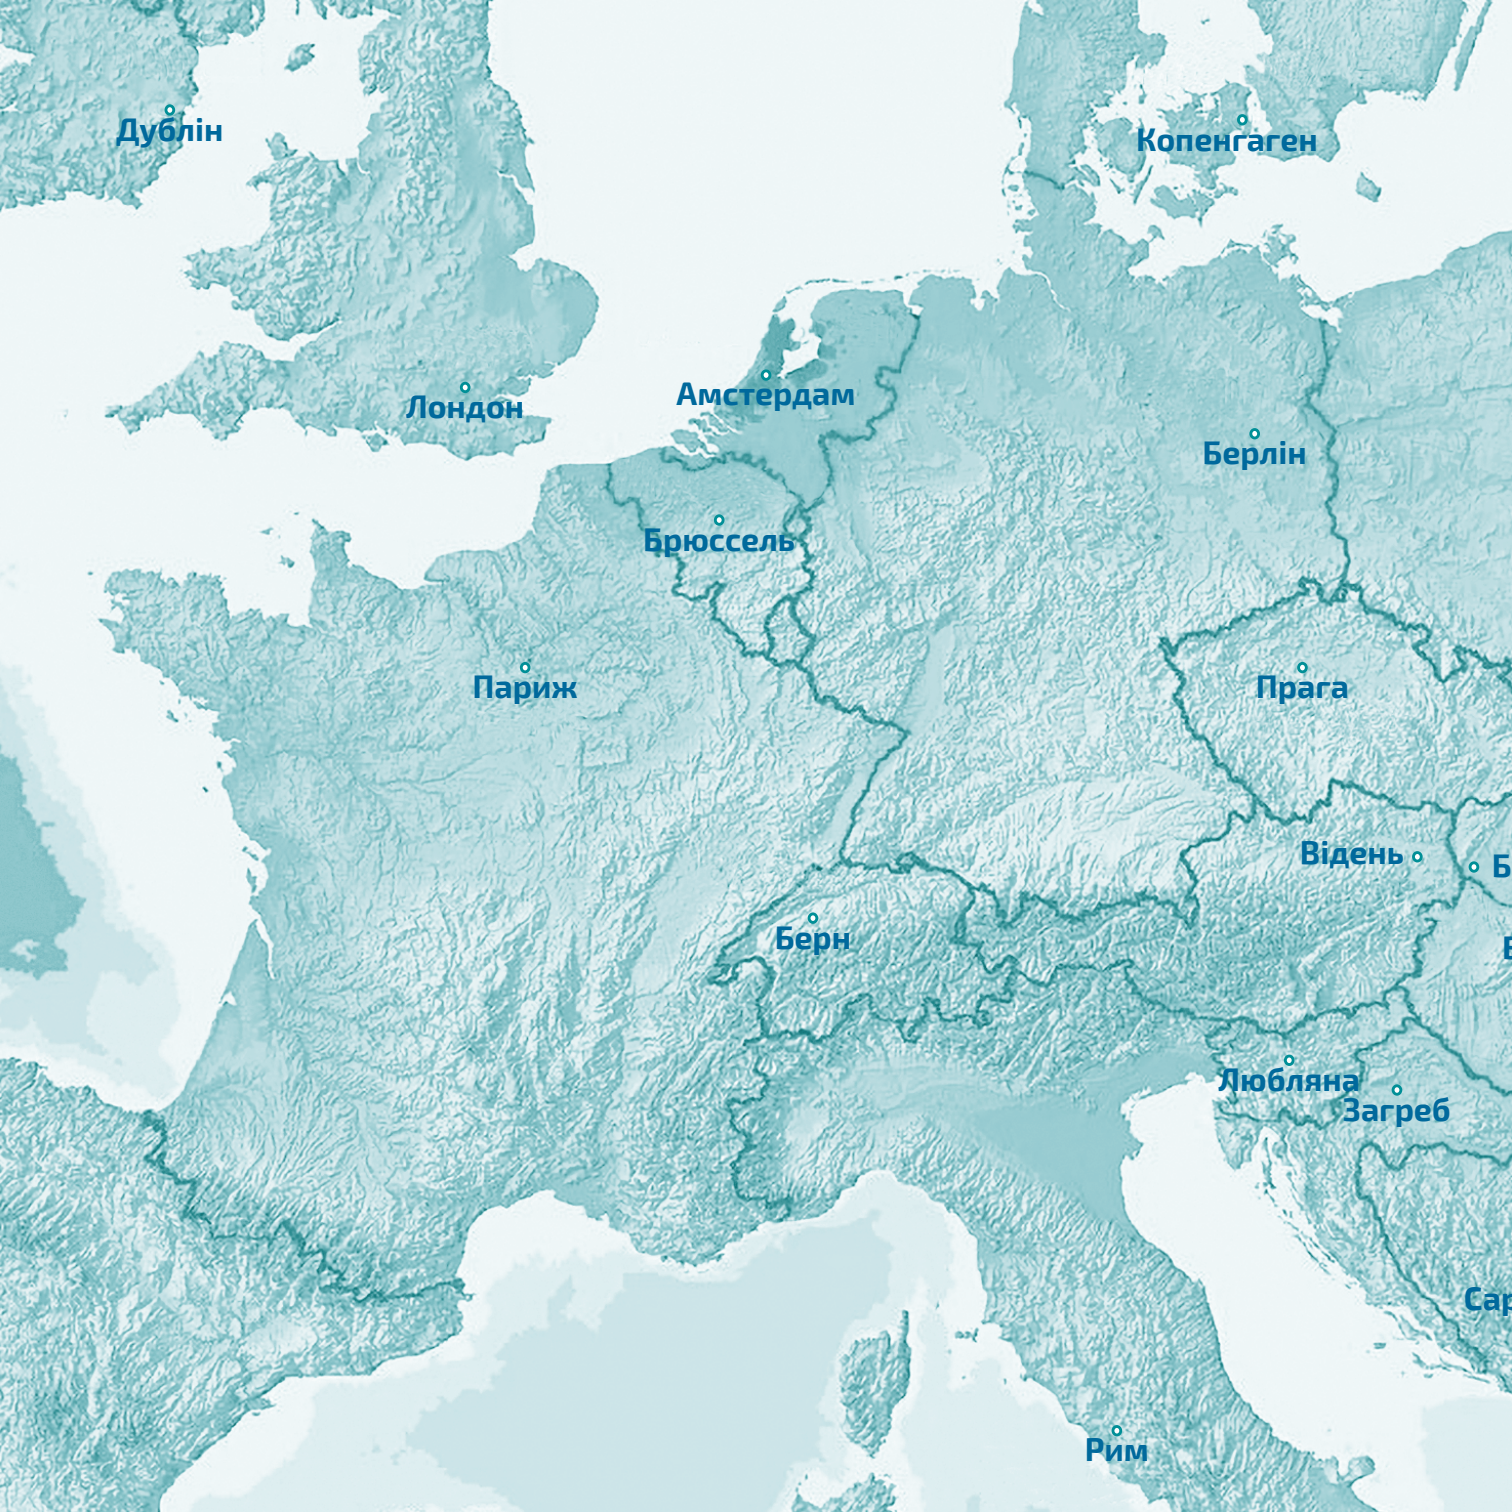 Дублін
Копенгаген
Амстердам
Лондон
Берлін
Брюссель
Париж
Прага
Відень
Берн
Любляна
Загреб
Рим